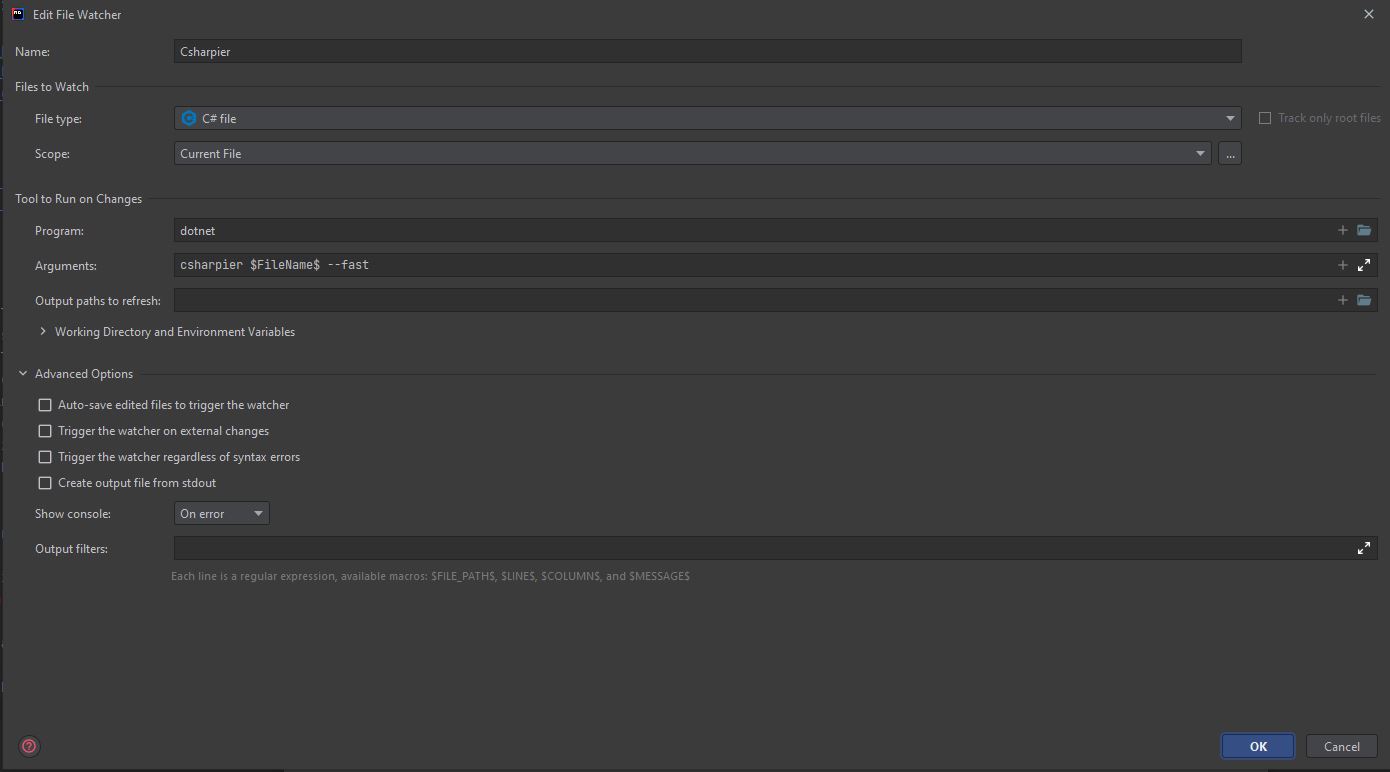 Edit File Watcher
Name: Csharpier
Files to Watch
File type: C# file Track only root files
Scope: Current File ...
Tool to Run on Changes
Program: dotnet
Arguments: csharpier $FileName$ --fast
Output paths to refresh:
Working Directory and Environment Variables
Advanced Options
Auto-save edited files to trigger the watcher
Trigger the watcher on external changes
Trigger the watcher regardless of syntax errors
Create output file from stdout
Show console: On error
Output filters:
Each line is a regular expression, available macros: $FILE_PATH$, $LINE$, $COLUMN$, and $MESSAGE$
? OK Cancel